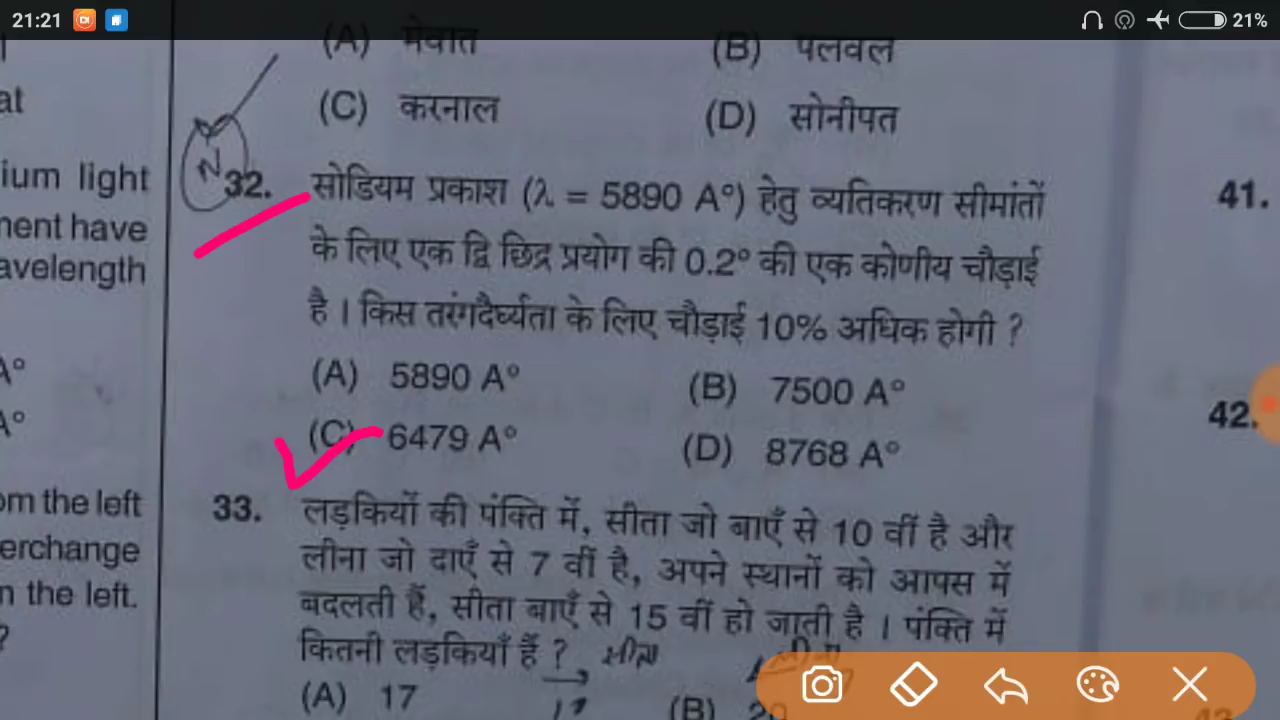 21:21
21%
(A) मेवात (B) पलवल
(C) करनाल (D) सोनीपत
at
ium light
nent have
avelength
A°
A°
om the left
erchange
n the left.
?
32. सोडियम प्रकाश (λ = 5890 A°) हेतु व्यतिकरण सीमांतों
के लिए एक द्वि छिद्र प्रयोग की 0.2° की एक कोणीय चौड़ाई
है । किस तरंगदैर्घ्यता के लिए चौड़ाई 10% अधिक होगी ?
(A) 5890 A° (B) 7500 A°
(C) 6479 A° (D) 8768 A°
33. लड़कियों की पंक्ति में, सीता जो बाएँ से 10 वीं है और
लीना जो दाएँ से 7 वीं है, अपने स्थानों को आपस में
बदलती हैं, सीता बाएँ से 15 वीं हो जाती है । पंक्ति में
कितनी लड़कियाँ हैं ? सीता
(A) 17 (B)
41.
42.